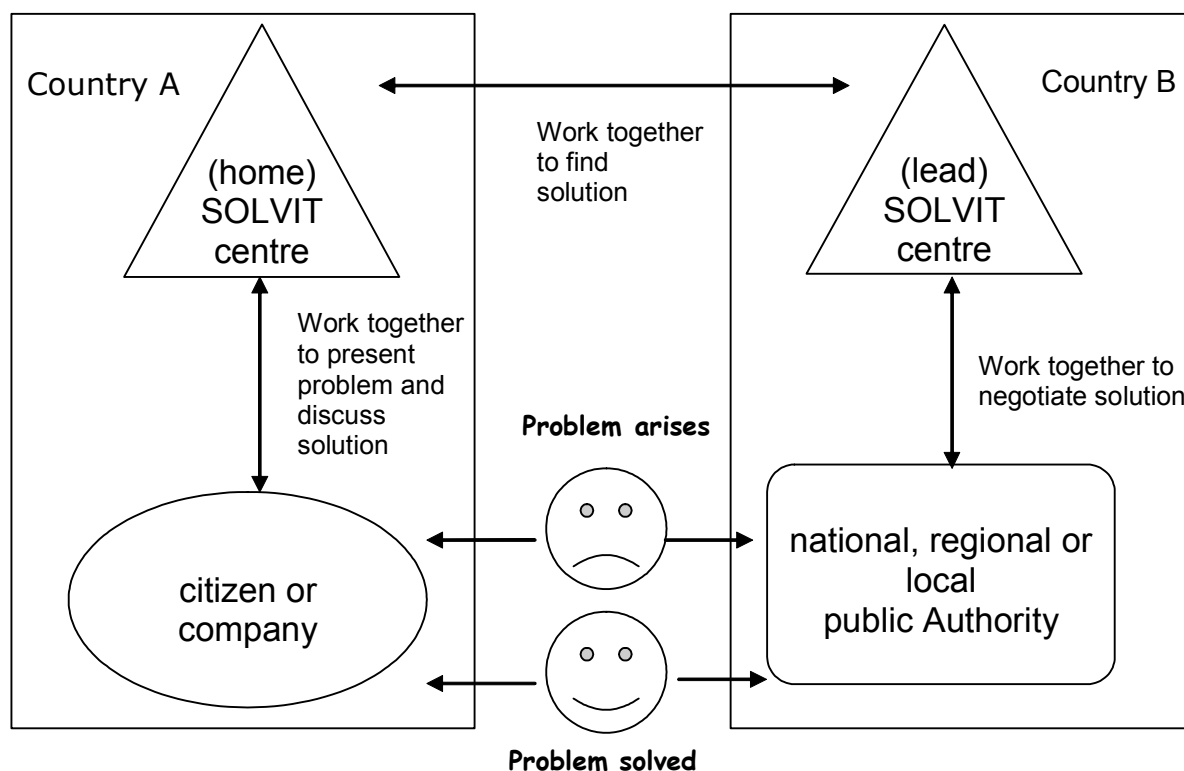 Country A
(home)
SOLVIT
centre
Work together
to find
solution
Country B
(lead)
SOLVIT
centre
Work together
to present
problem and
discuss
solution
Work together to
negotiate solution
Problem arises
citizen or
company
national, regional or
local
public Authority
Problem solved